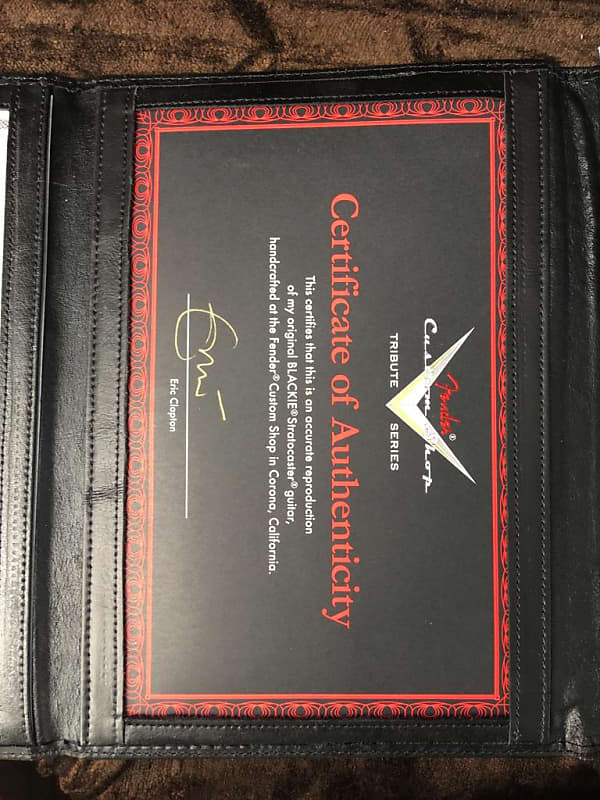 Fender®
Custom Shop
TRIBUTE SERIES
Certificate of Authenticity
This certifies that this is an accurate reproduction
of my original BLACKIE® Stratocaster® guitar,
handcrafted at the Fender® Custom Shop in Corona, California.
Eric Clapton